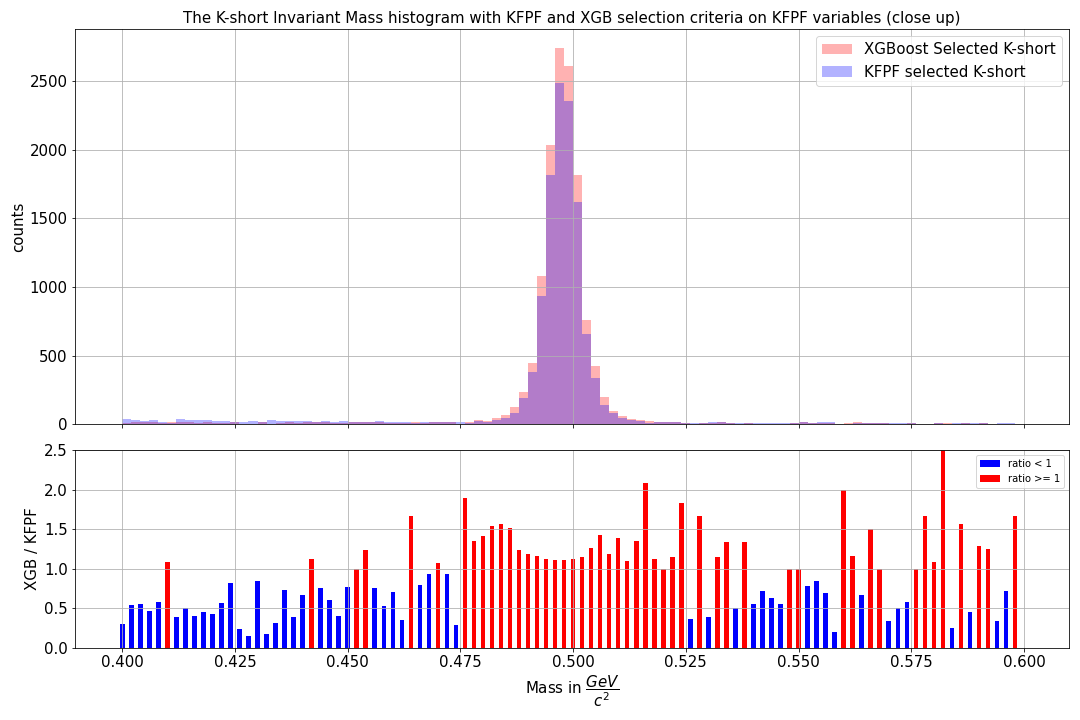 The K-short Invariant Mass histogram with KFPF and XGB selection criteria on KFPF variables (close up)
XGBoost Selected K-short
KFPF selected K-short
counts
2500
2000
1500
1000
500
0
ratio < 1
ratio >= 1
XGB / KFPF
2.5
2.0
1.5
1.0
0.5
0.0
0.400 0.425 0.450 0.475 0.500 0.525 0.550 0.575 0.600
Mass in GeV/c²